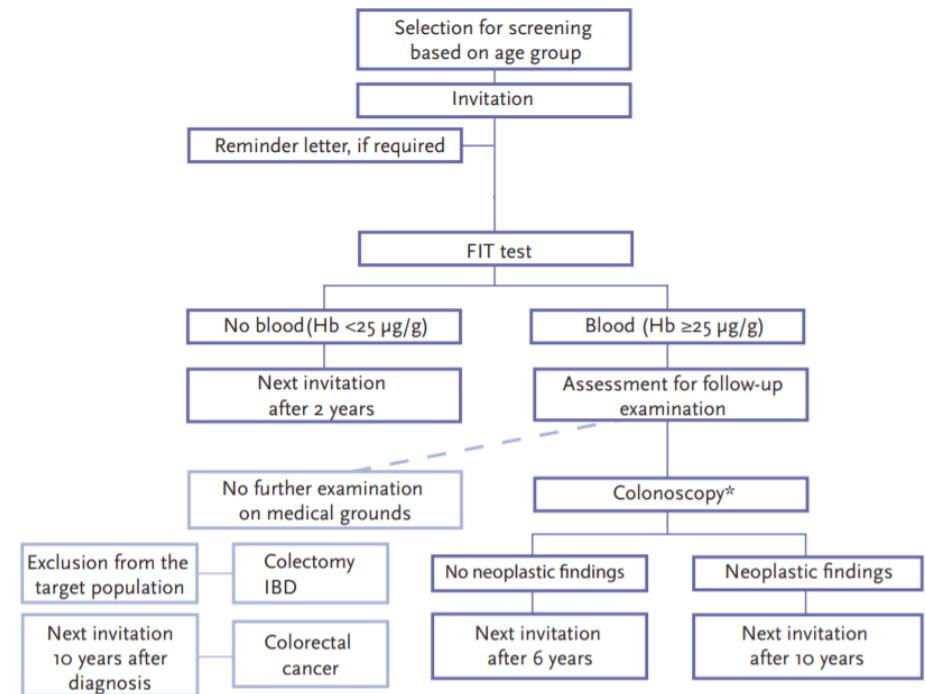 Selection for screening
based on age group
Invitation
Reminder letter, if required
FIT test
No blood (Hb <25 µg/g)
Blood (Hb ≥25 µg/g)
Next invitation
after 2 years
Assessment for follow-up
examination
No further examination
on medical grounds
Colonoscopy*
Exclusion from the
target population
Colectomy
IBD
No neoplastic findings
Neoplastic findings
Next invitation
10 years after
diagnosis
Colorectal
cancer
Next invitation
after 6 years
Next invitation
after 10 years